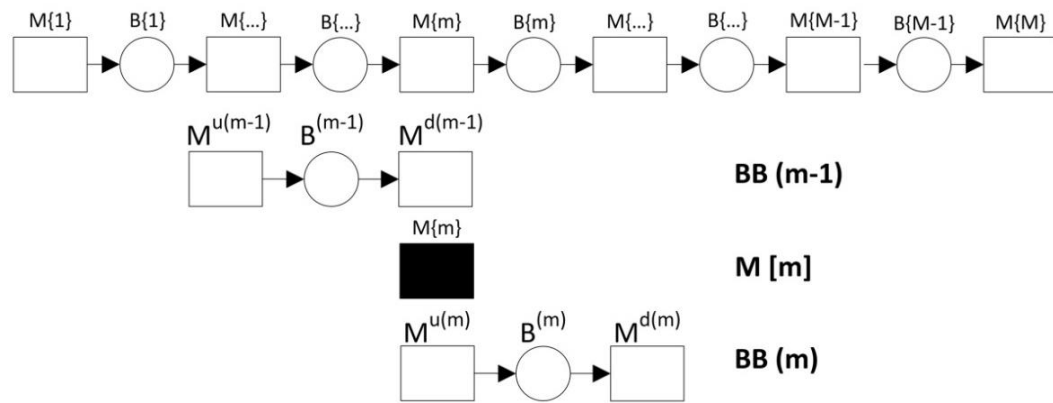 M{1} B{1} M{...} B{...} M{m} B{m} M{...} B{...} M{M-1} B{M-1} M{M}
M^u(m-1) B^(m-1) M^d(m-1)
BB (m-1)
M{m}
M [m]
M^u(m) B^(m) M^d(m)
BB (m)